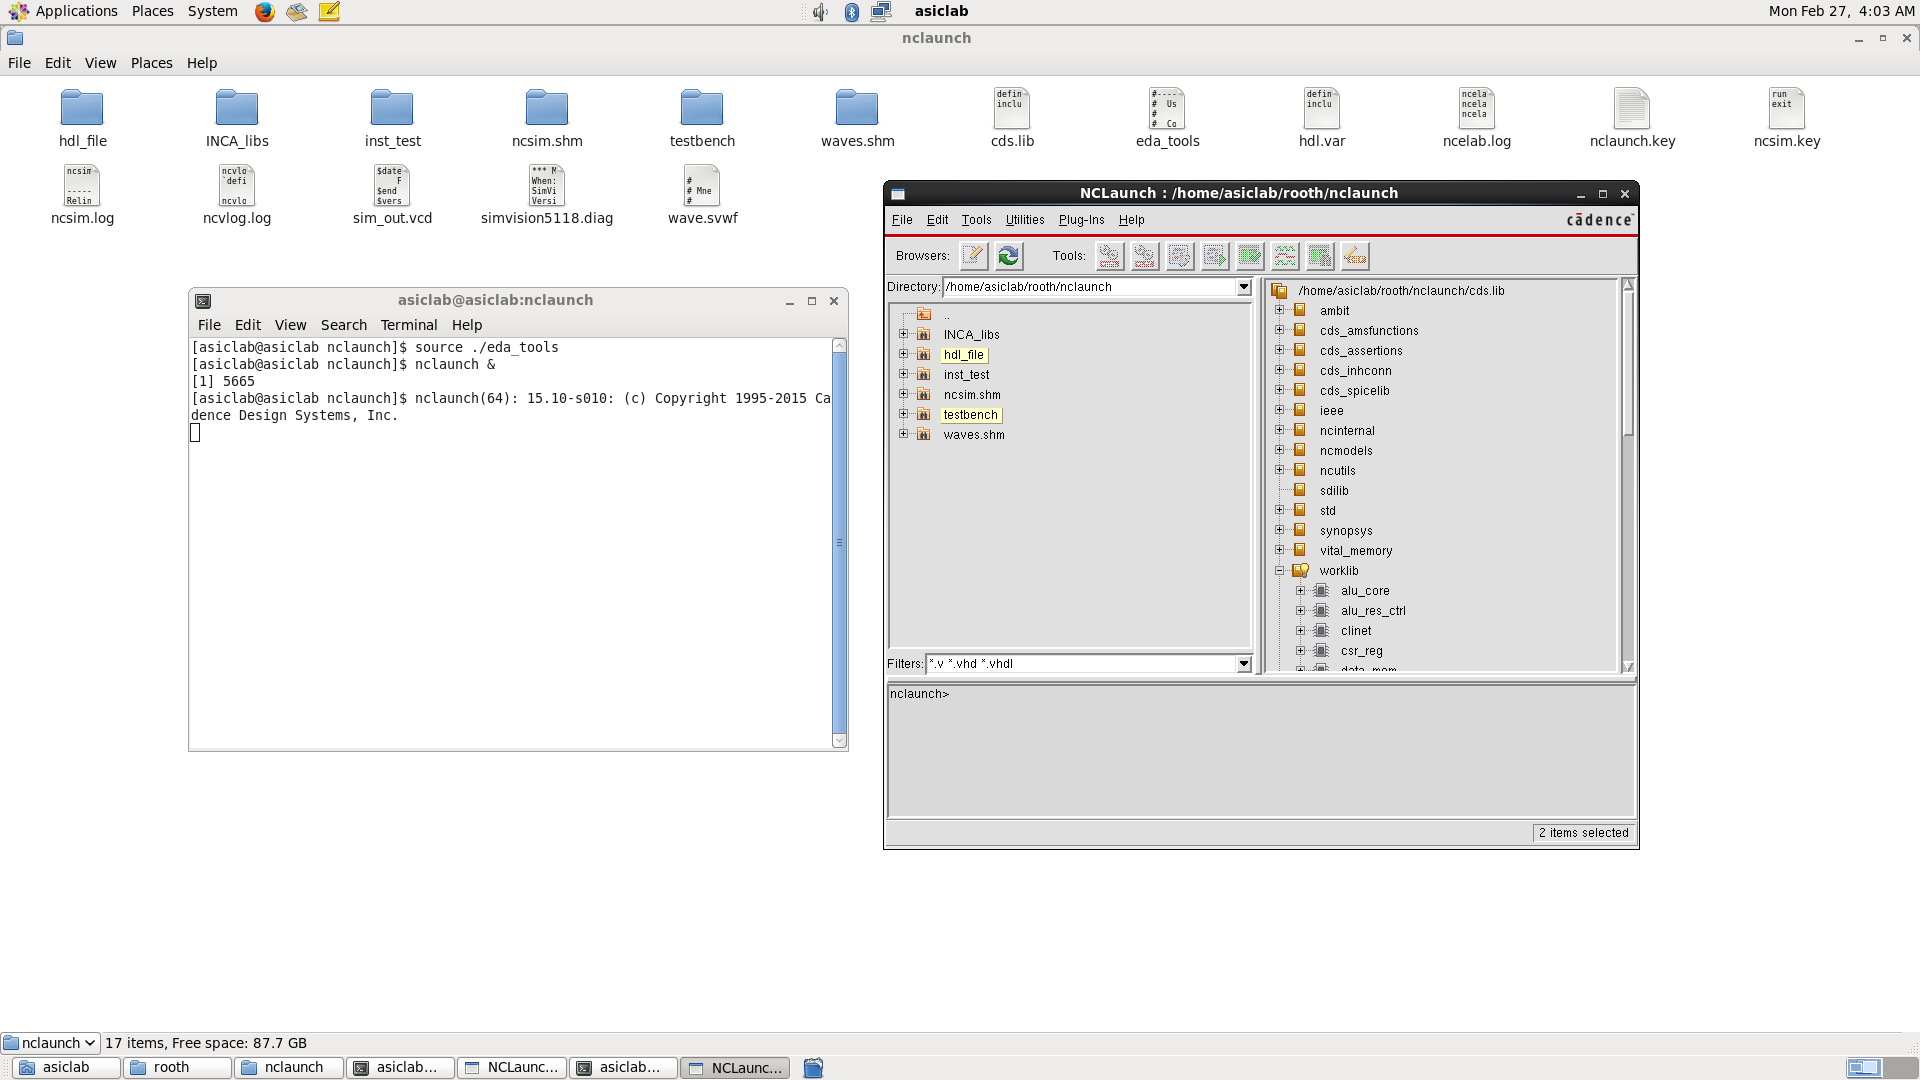 Applications Places System asiclab Mon Feb 27, 4:03 AM
nclaunch
File Edit View Places Help
hdl_file INCA_libs inst_test ncsim.shm testbench waves.shm cds.lib eda_tools hdl.var ncelab.log nclaunch.key ncsim.key
ncsim.log ncvlog.log sim_out.vcd simvision5118.diag wave.svwf
asiclab@asiclab:nclaunch
File Edit View Search Terminal Help
[asiclab@asiclab nclaunch]$ source ./eda_tools
[asiclab@asiclab nclaunch]$ nclaunch &
[1] 5665
[asiclab@asiclab nclaunch]$ nclaunch(64): 15.10-s010: (c) Copyright 1995-2015 Ca
dence Design Systems, Inc.
NCLaunch : /home/asiclab/rooth/nclaunch
File Edit Tools Utilities Plug-Ins Help cādence
Browsers: Tools:
Directory: /home/asiclab/rooth/nclaunch
..
INCA_libs
hdl_file
inst_test
ncsim.shm
testbench
waves.shm
Filters: *.v *.vhd *.vhdl
/home/asiclab/rooth/nclaunch/cds.lib
ambit
cds_amsfunctions
cds_assertions
cds_inhconn
cds_spicelib
ieee
ncinternal
ncmodels
ncutils
sdilib
std
synopsys
vital_memory
worklib
alu_core
alu_res_ctrl
clinet
csr_reg
data_mem
nclaunch>
2 items selected
nclaunch 17 items, Free space: 87.7 GB
asiclab rooth nclaunch asiclab... NCLaunc... asiclab... NCLaunc...